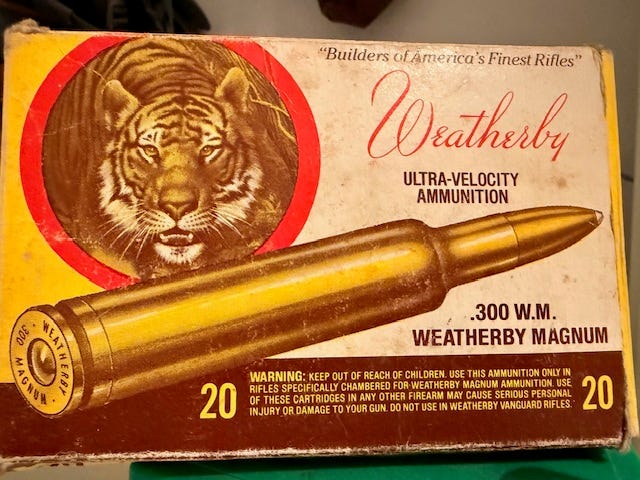 "Builders of America's Finest Rifles"
Weatherby
ULTRA-VELOCITY
AMMUNITION
.300 W.M.
WEATHERBY MAGNUM
WEATHERBY · 300 MAGNUM ·
20
WARNING: KEEP OUT OF REACH OF CHILDREN. USE THIS AMMUNITION ONLY IN
RIFLES SPECIFICALLY CHAMBERED FOR WEATHERBY MAGNUM AMMUNITION. USE
OF THESE CARTRIDGES IN ANY OTHER FIREARM MAY CAUSE SERIOUS PERSONAL
INJURY OR DAMAGE TO YOUR GUN. DO NOT USE IN WEATHERBY VANGUARD RIFLES.
20